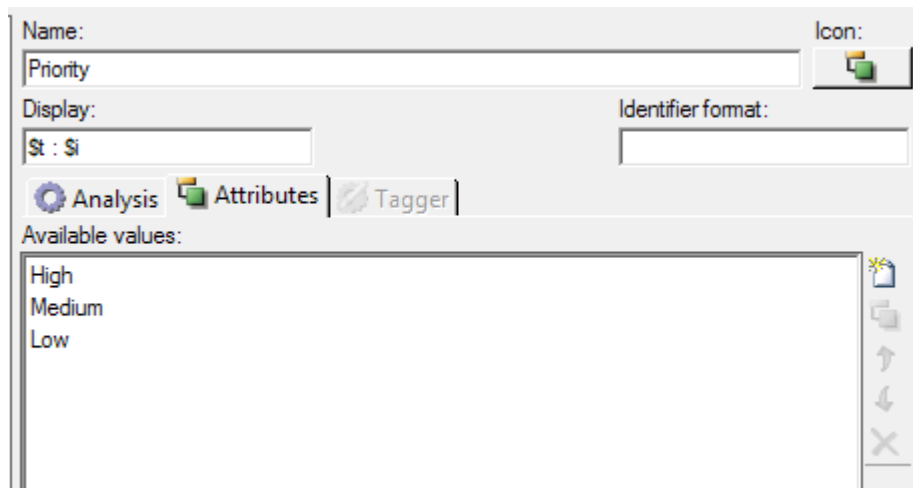 Name:
Icon:
Priority
Display:
Identifier format:
$t : $i
Analysis
Attributes
Tagger
Available values:
High
Medium
Low